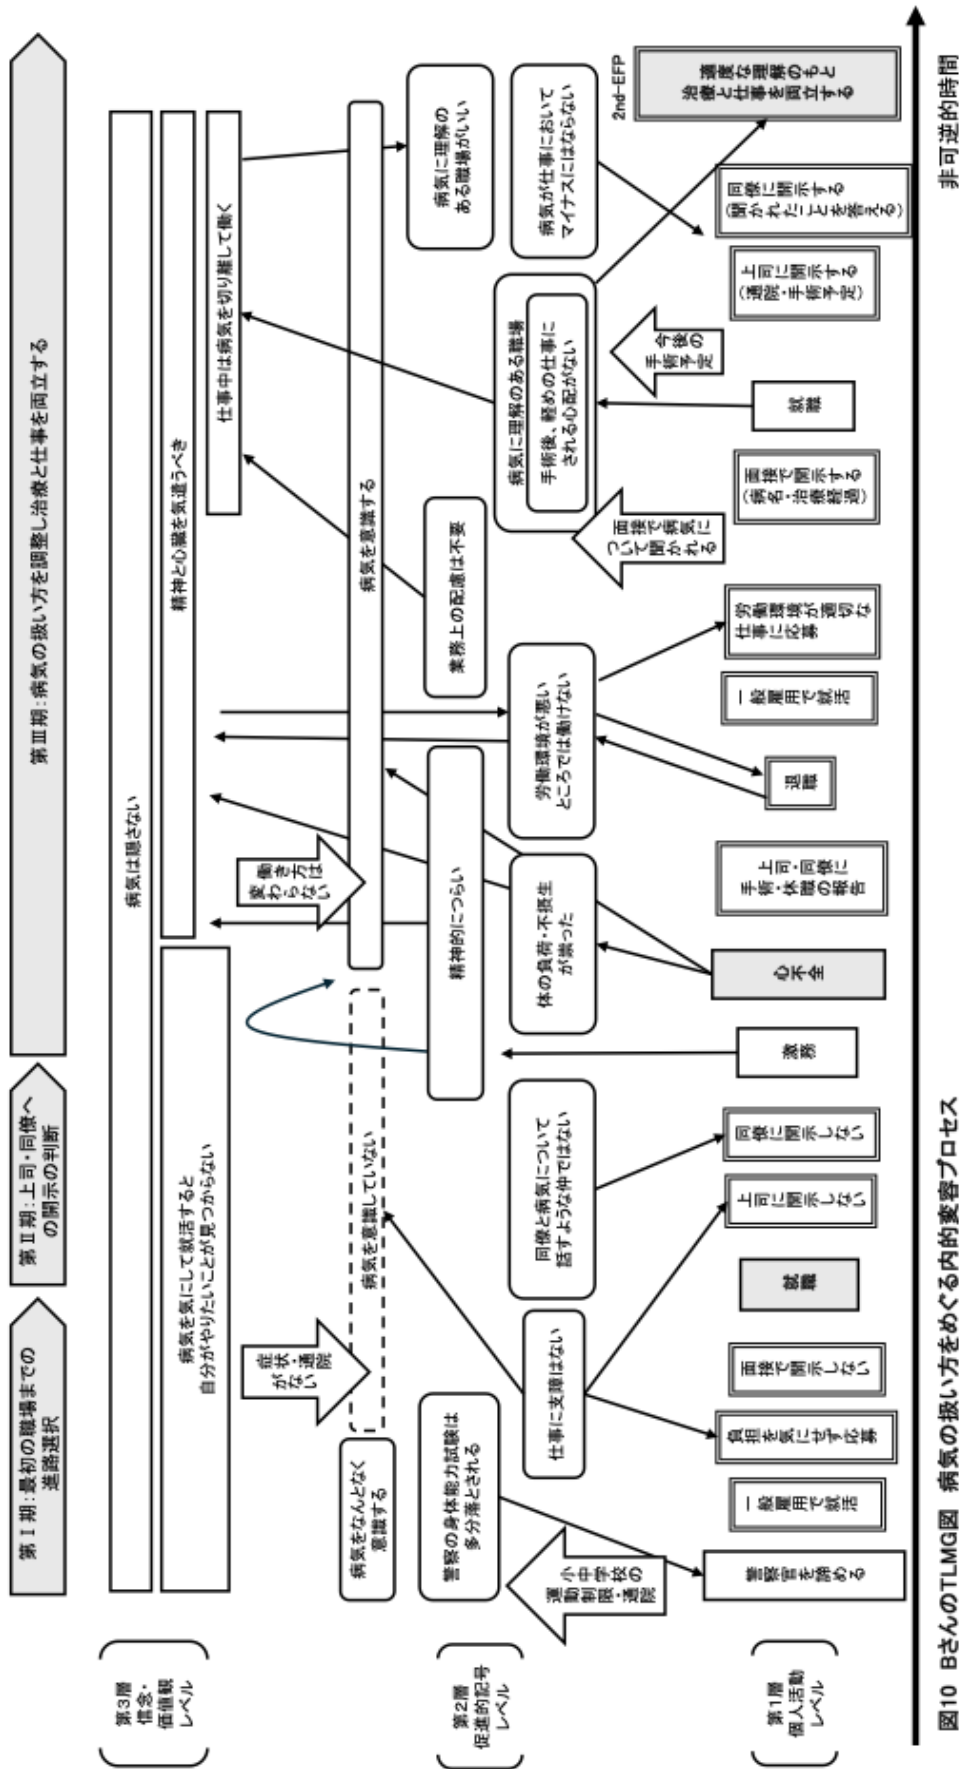 第Ⅰ期：最初の職場までの
進路選択
第Ⅱ期：上司・同僚へ
の開示の判断
第Ⅲ期：病気の扱い方を調整し治療と仕事を両立する
第3層
信念・
価値観
レベル
病気は隠さない
病気を気にして就活すると
自分がやりたいことが見つからない
精神と心臓を気遣うべき
仕事中は病気を切り離して働く
症状・通院
がない
働き方は
変わらない
病気をなんとなく
意識する
病気を意識していない
病気を意識する
第2層
促進的記号
レベル
警察の身体能力試験は
多分落とされる
精神的につらい
業務上の配慮は不要
病気に理解の
ある職場がいい
仕事に支障はない
同僚と病気について
話すような仲ではない
体の負荷・不摂生
が祟った
労働環境が悪い
ところでは働けない
病気に理解のある職場
手術後、軽めの仕事に
される心配がない
病気が仕事において
マイナスにはならない
小中学校の
運動制限・通院
面接で病気に
ついて聞かれる
今後の
手術予定
2nd-EFP
適度な理解のもと
治療と仕事を両立する
第1層
個人活動
レベル
警察官を諦める
一般雇用で就活
負担を気にせず応募
面接で開示しない
就職
上司に開示しない
同僚に開示しない
激務
心不全
上司・同僚に
手術・休職の報告
退職
一般雇用で就活
労働環境が適切な
仕事に応募
面接で開示する
（病名・治療経過）
就職
上司に開示する
（通院・手術予定）
同僚に開示する
（聞かれたことを答える）
非可逆的時間
図10 BさんのTLMG図 病気の扱い方をめぐる内的変容プロセス